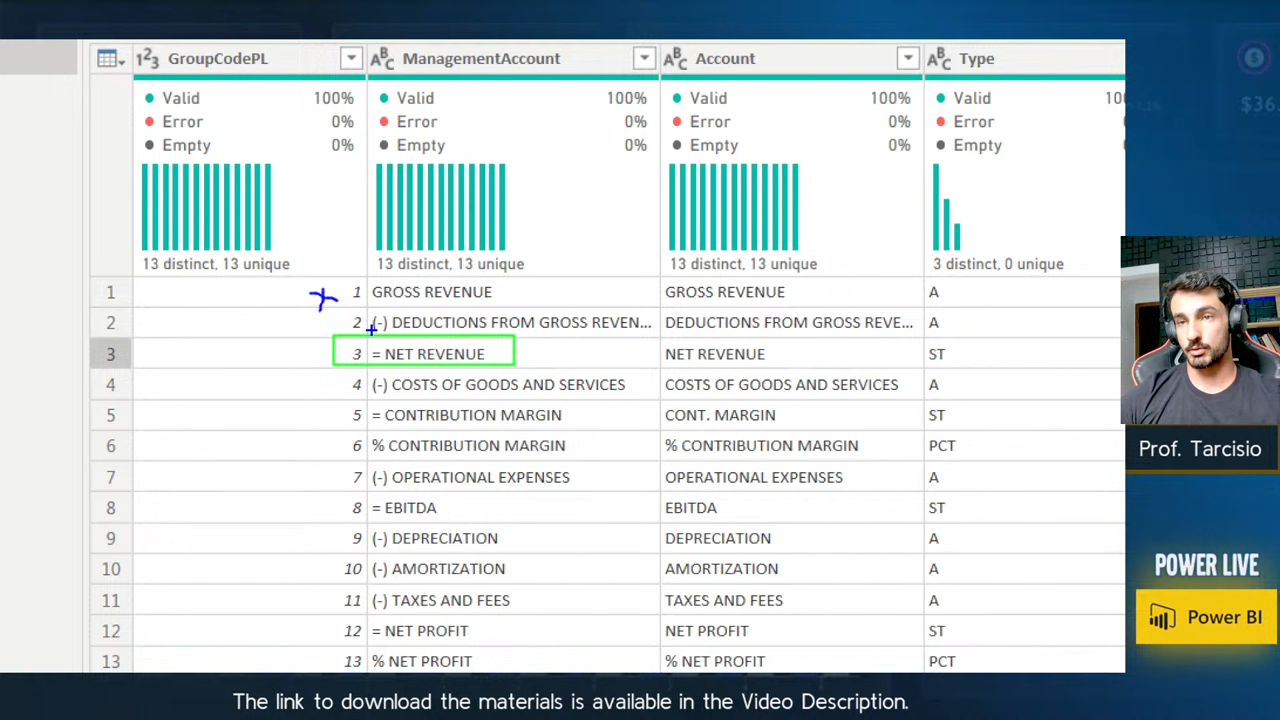 1²3 GroupCodePL ABC ManagementAccount ABC Account ABC Type
Valid 100% Valid 100% Valid 100% Valid
Error 0% Error 0% Error 0% Error
Empty 0% Empty 0% Empty 0% Empty
13 distinct, 13 unique 13 distinct, 13 unique 13 distinct, 13 unique 3 distinct, 0 unique
1 1 GROSS REVENUE GROSS REVENUE A
2 2 (-) DEDUCTIONS FROM GROSS REVEN... DEDUCTIONS FROM GROSS REVE... A
3 3 = NET REVENUE NET REVENUE ST
4 4 (-) COSTS OF GOODS AND SERVICES COSTS OF GOODS AND SERVICES A
5 5 = CONTRIBUTION MARGIN CONT. MARGIN ST
6 6 % CONTRIBUTION MARGIN % CONTRIBUTION MARGIN PCT
7 7 (-) OPERATIONAL EXPENSES OPERATIONAL EXPENSES A
8 8 = EBITDA EBITDA ST
9 9 (-) DEPRECIATION DEPRECIATION A
10 10 (-) AMORTIZATION AMORTIZATION A
11 11 (-) TAXES AND FEES TAXES AND FEES A
12 12 = NET PROFIT NET PROFIT ST
13 13 % NET PROFIT % NET PROFIT PCT
Prof. Tarcisio
POWER LIVE
Power BI
The link to download the materials is available in the Video Description.